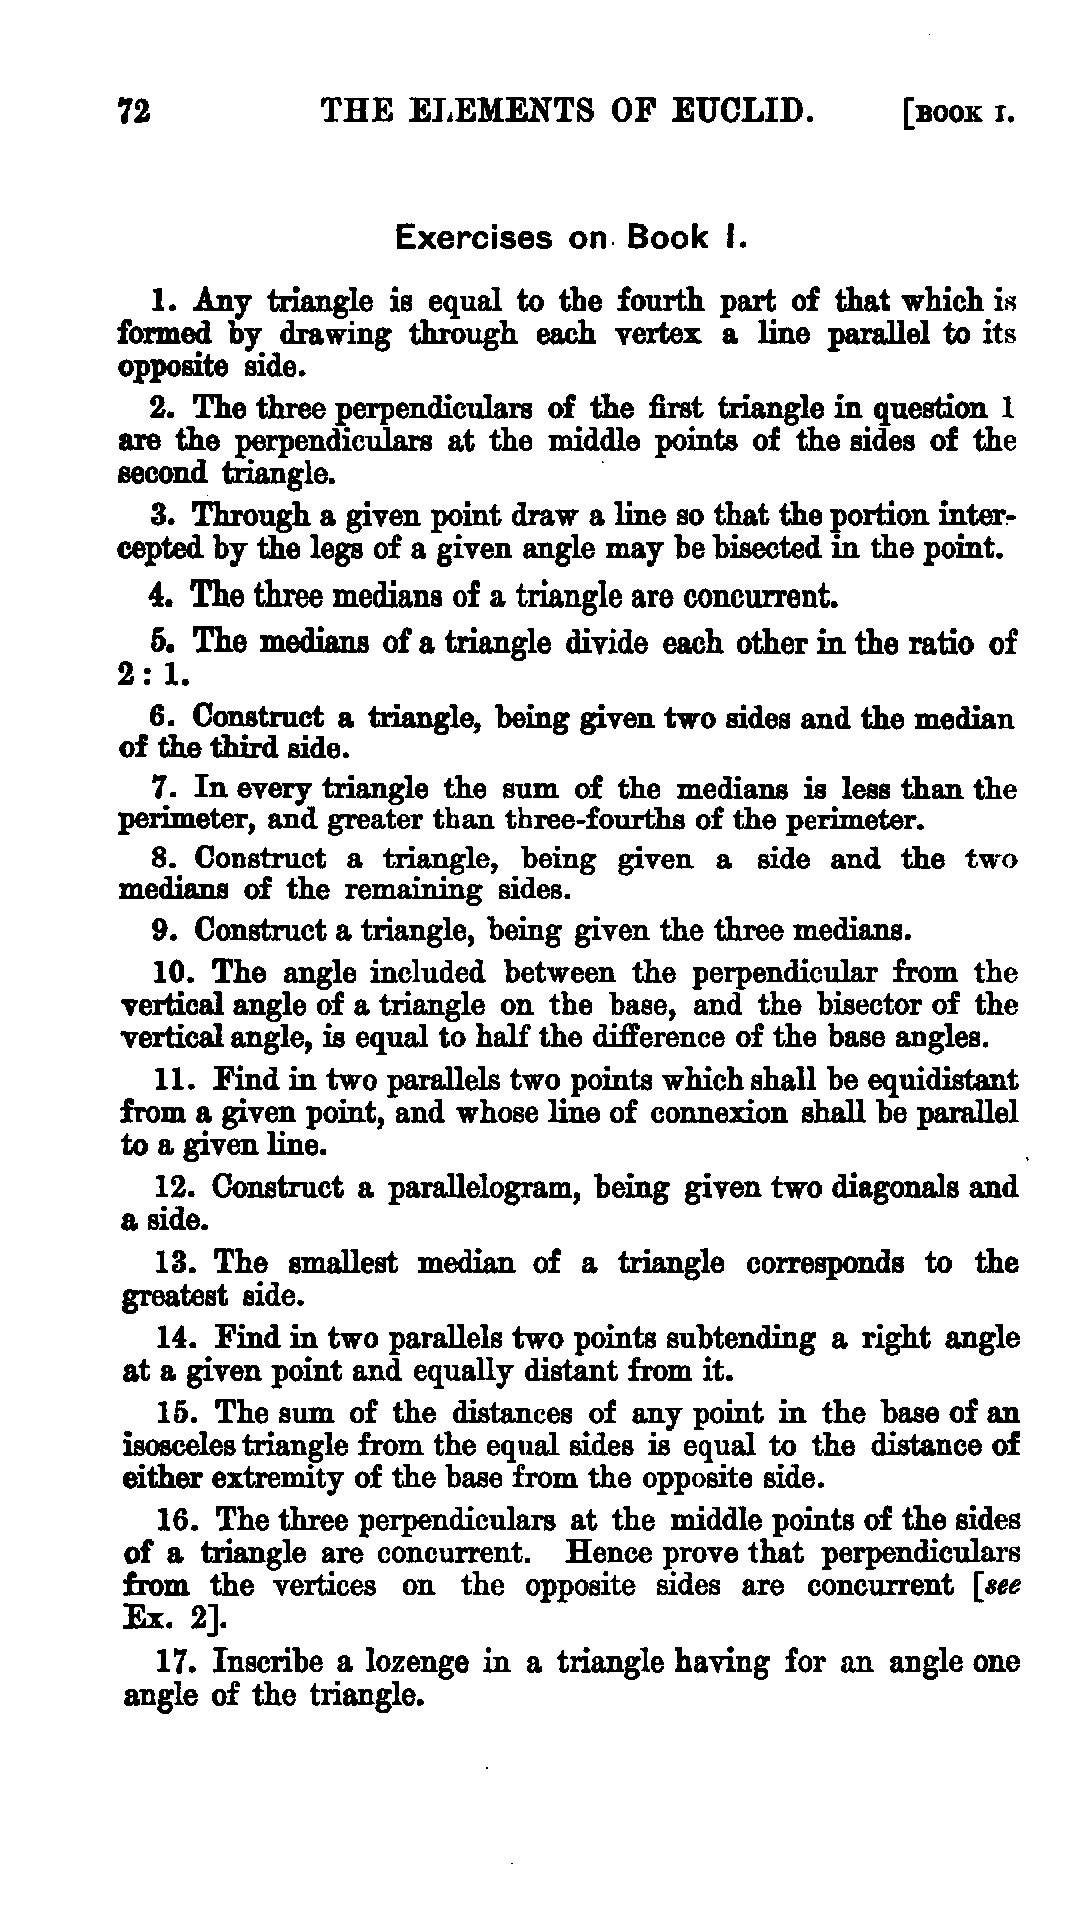 72 THE ELEMENTS OF EUCLID. [BOOK I.
Exercises on Book I.
1. Any triangle is equal to the fourth part of that which is
formed by drawing through each vertex a line parallel to its
opposite side.
2. The three perpendiculars of the first triangle in question 1
are the perpendiculars at the middle points of the sides of the
second triangle.
3. Through a given point draw a line so that the portion inter-
cepted by the legs of a given angle may be bisected in the point.
4. The three medians of a triangle are concurrent.
5. The medians of a triangle divide each other in the ratio of
2 : 1.
6. Construct a triangle, being given two sides and the median
of the third side.
7. In every triangle the sum of the medians is less than the
perimeter, and greater than three-fourths of the perimeter.
8. Construct a triangle, being given a side and the two
medians of the remaining sides.
9. Construct a triangle, being given the three medians.
10. The angle included between the perpendicular from the
vertical angle of a triangle on the base, and the bisector of the
vertical angle, is equal to half the difference of the base angles.
11. Find in two parallels two points which shall be equidistant
from a given point, and whose line of connexion shall be parallel
to a given line.
12. Construct a parallelogram, being given two diagonals and
a side.
13. The smallest median of a triangle corresponds to the
greatest side.
14. Find in two parallels two points subtending a right angle
at a given point and equally distant from it.
15. The sum of the distances of any point in the base of an
isosceles triangle from the equal sides is equal to the distance of
either extremity of the base from the opposite side.
16. The three perpendiculars at the middle points of the sides
of a triangle are concurrent. Hence prove that perpendiculars
from the vertices on the opposite sides are concurrent [see
Ex. 2].
17. Inscribe a lozenge in a triangle having for an angle one
angle of the triangle.